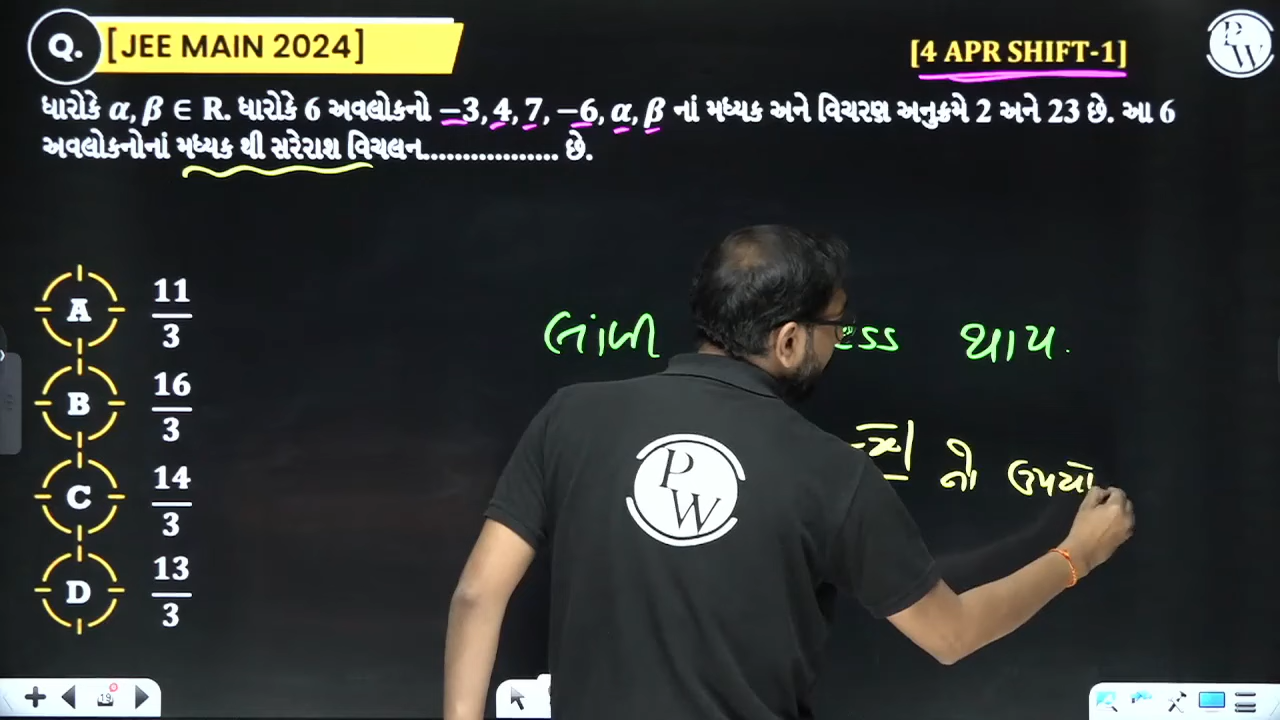 Q. [JEE MAIN 2024]
[4 APR SHIFT-1]
ધારોકે α, β ∈ R. ધારોકે 6 અવલોકનો −3, 4, 7, −6, α, β નાં મધ્યક અને વિચરણ અનુક્રમે 2 અને 23 છે. આ 6
અવલોકનોનાં મધ્યક થી સરેરાશ વિચલન.................. છે.
A 11/3
B 16/3
C 14/3
D 13/3
થાય.
નો
PW
PW
19